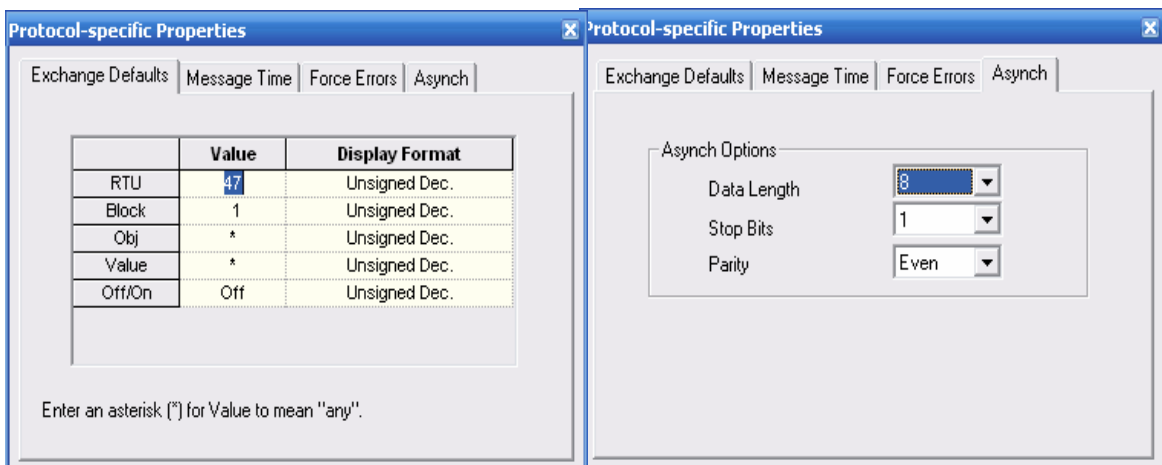 Protocol-specific Properties
Exchange Defaults Message Time Force Errors Asynch
Value Display Format
RTU 47 Unsigned Dec.
Block 1 Unsigned Dec.
Obj * Unsigned Dec.
Value * Unsigned Dec.
Off/On Off Unsigned Dec.
Enter an asterisk (*) for Value to mean "any".
Protocol-specific Properties
Exchange Defaults Message Time Force Errors Asynch
Asynch Options
Data Length 8
Stop Bits 1
Parity Even